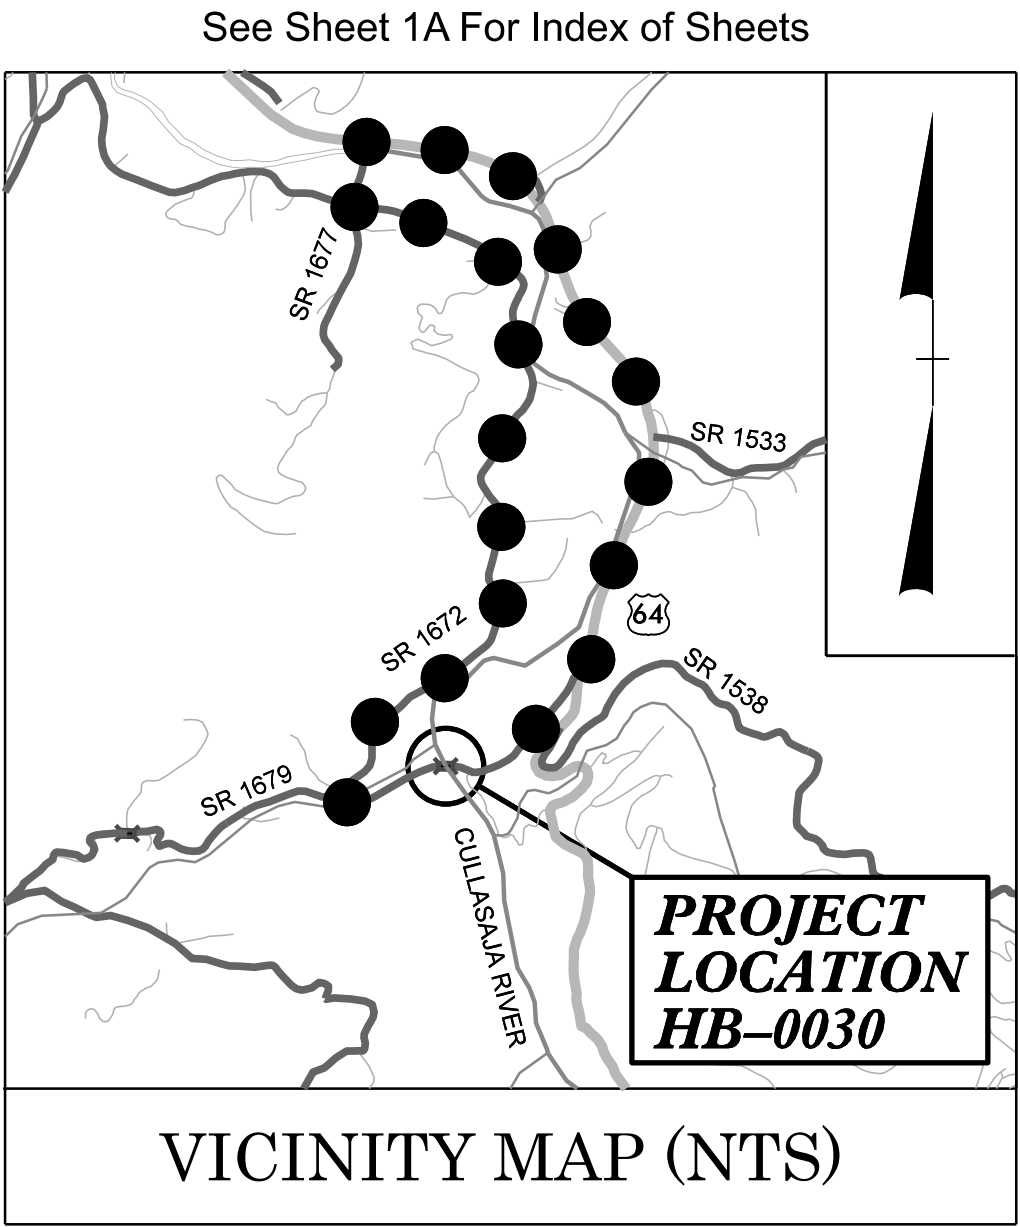 See Sheet 1A For Index of Sheets
SR 1677
SR 1533
64
SR 1672
SR 1538
SR 1679
CULLASAJA RIVER
PROJECT
LOCATION
HB–0030
VICINITY MAP (NTS)